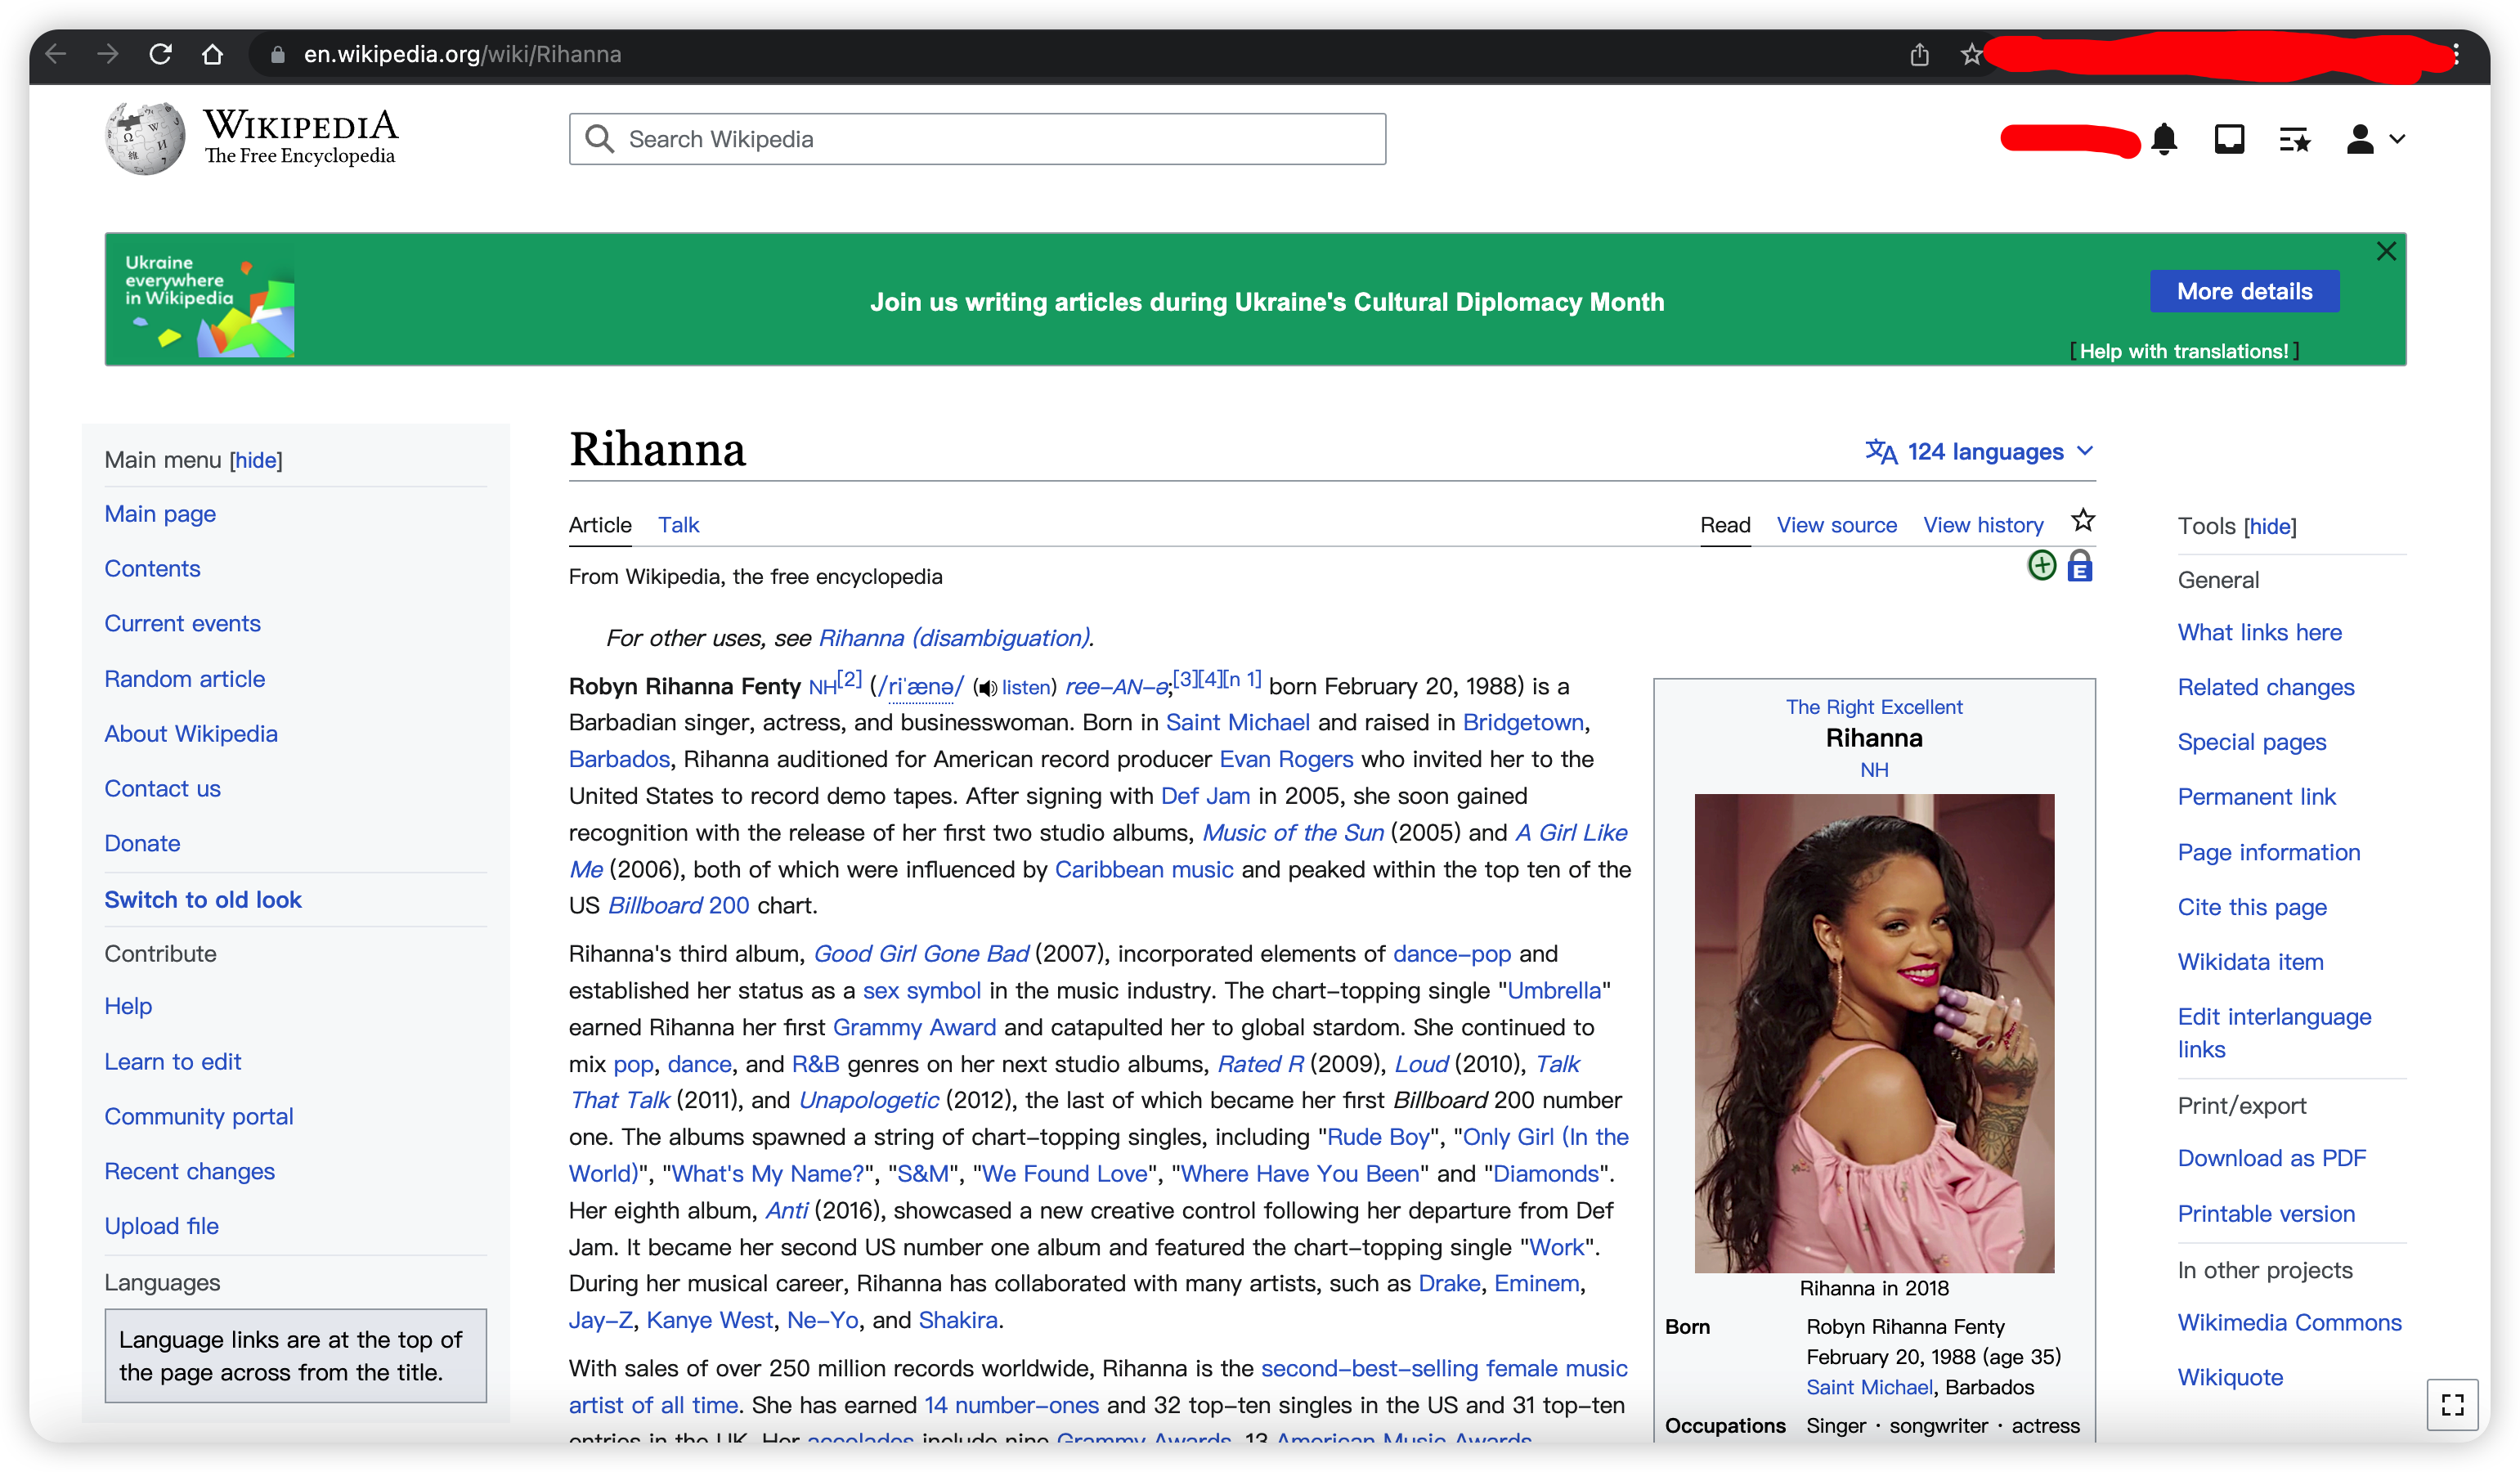 en.wikipedia.org/wiki/Rihanna
WIKIPEDIA
The Free Encyclopedia
Search Wikipedia
Ukraine
everywhere
in Wikipedia
Join us writing articles during Ukraine's Cultural Diplomacy Month
More details
[Help with translations!]
Main menu [hide]
Main page
Contents
Current events
Random article
About Wikipedia
Contact us
Donate
Switch to old look
Contribute
Help
Learn to edit
Community portal
Recent changes
Upload file
Languages
Language links are at the top of
the page across from the title.
Rihanna
124 languages
Article Talk
Read View source View history
From Wikipedia, the free encyclopedia
For other uses, see Rihanna (disambiguation).
Robyn Rihanna Fenty NH[2] (/riˈænə/ (listen) ree-AN-ə;[3][4][n 1] born February 20, 1988) is a
Barbadian singer, actress, and businesswoman. Born in Saint Michael and raised in Bridgetown,
Barbados, Rihanna auditioned for American record producer Evan Rogers who invited her to the
United States to record demo tapes. After signing with Def Jam in 2005, she soon gained
recognition with the release of her first two studio albums, Music of the Sun (2005) and A Girl Like
Me (2006), both of which were influenced by Caribbean music and peaked within the top ten of the
US Billboard 200 chart.
Rihanna's third album, Good Girl Gone Bad (2007), incorporated elements of dance-pop and
established her status as a sex symbol in the music industry. The chart-topping single "Umbrella"
earned Rihanna her first Grammy Award and catapulted her to global stardom. She continued to
mix pop, dance, and R&B genres on her next studio albums, Rated R (2009), Loud (2010), Talk
That Talk (2011), and Unapologetic (2012), the last of which became her first Billboard 200 number
one. The albums spawned a string of chart-topping singles, including "Rude Boy", "Only Girl (In the
World)", "What's My Name?", "S&M", "We Found Love", "Where Have You Been" and "Diamonds".
Her eighth album, Anti (2016), showcased a new creative control following her departure from Def
Jam. It became her second US number one album and featured the chart-topping single "Work".
During her musical career, Rihanna has collaborated with many artists, such as Drake, Eminem,
Jay-Z, Kanye West, Ne-Yo, and Shakira.
With sales of over 250 million records worldwide, Rihanna is the second-best-selling female music
artist of all time. She has earned 14 number-ones and 32 top-ten singles in the US and 31 top-ten
entries in the UK. Her accolades include nine Grammy Awards, 13 American Music Awards
The Right Excellent
Rihanna
NH
Rihanna in 2018
Born Robyn Rihanna Fenty
February 20, 1988 (age 35)
Saint Michael, Barbados
Occupations Singer · songwriter · actress
Tools [hide]
General
What links here
Related changes
Special pages
Permanent link
Page information
Cite this page
Wikidata item
Edit interlanguage
links
Print/export
Download as PDF
Printable version
In other projects
Wikimedia Commons
Wikiquote